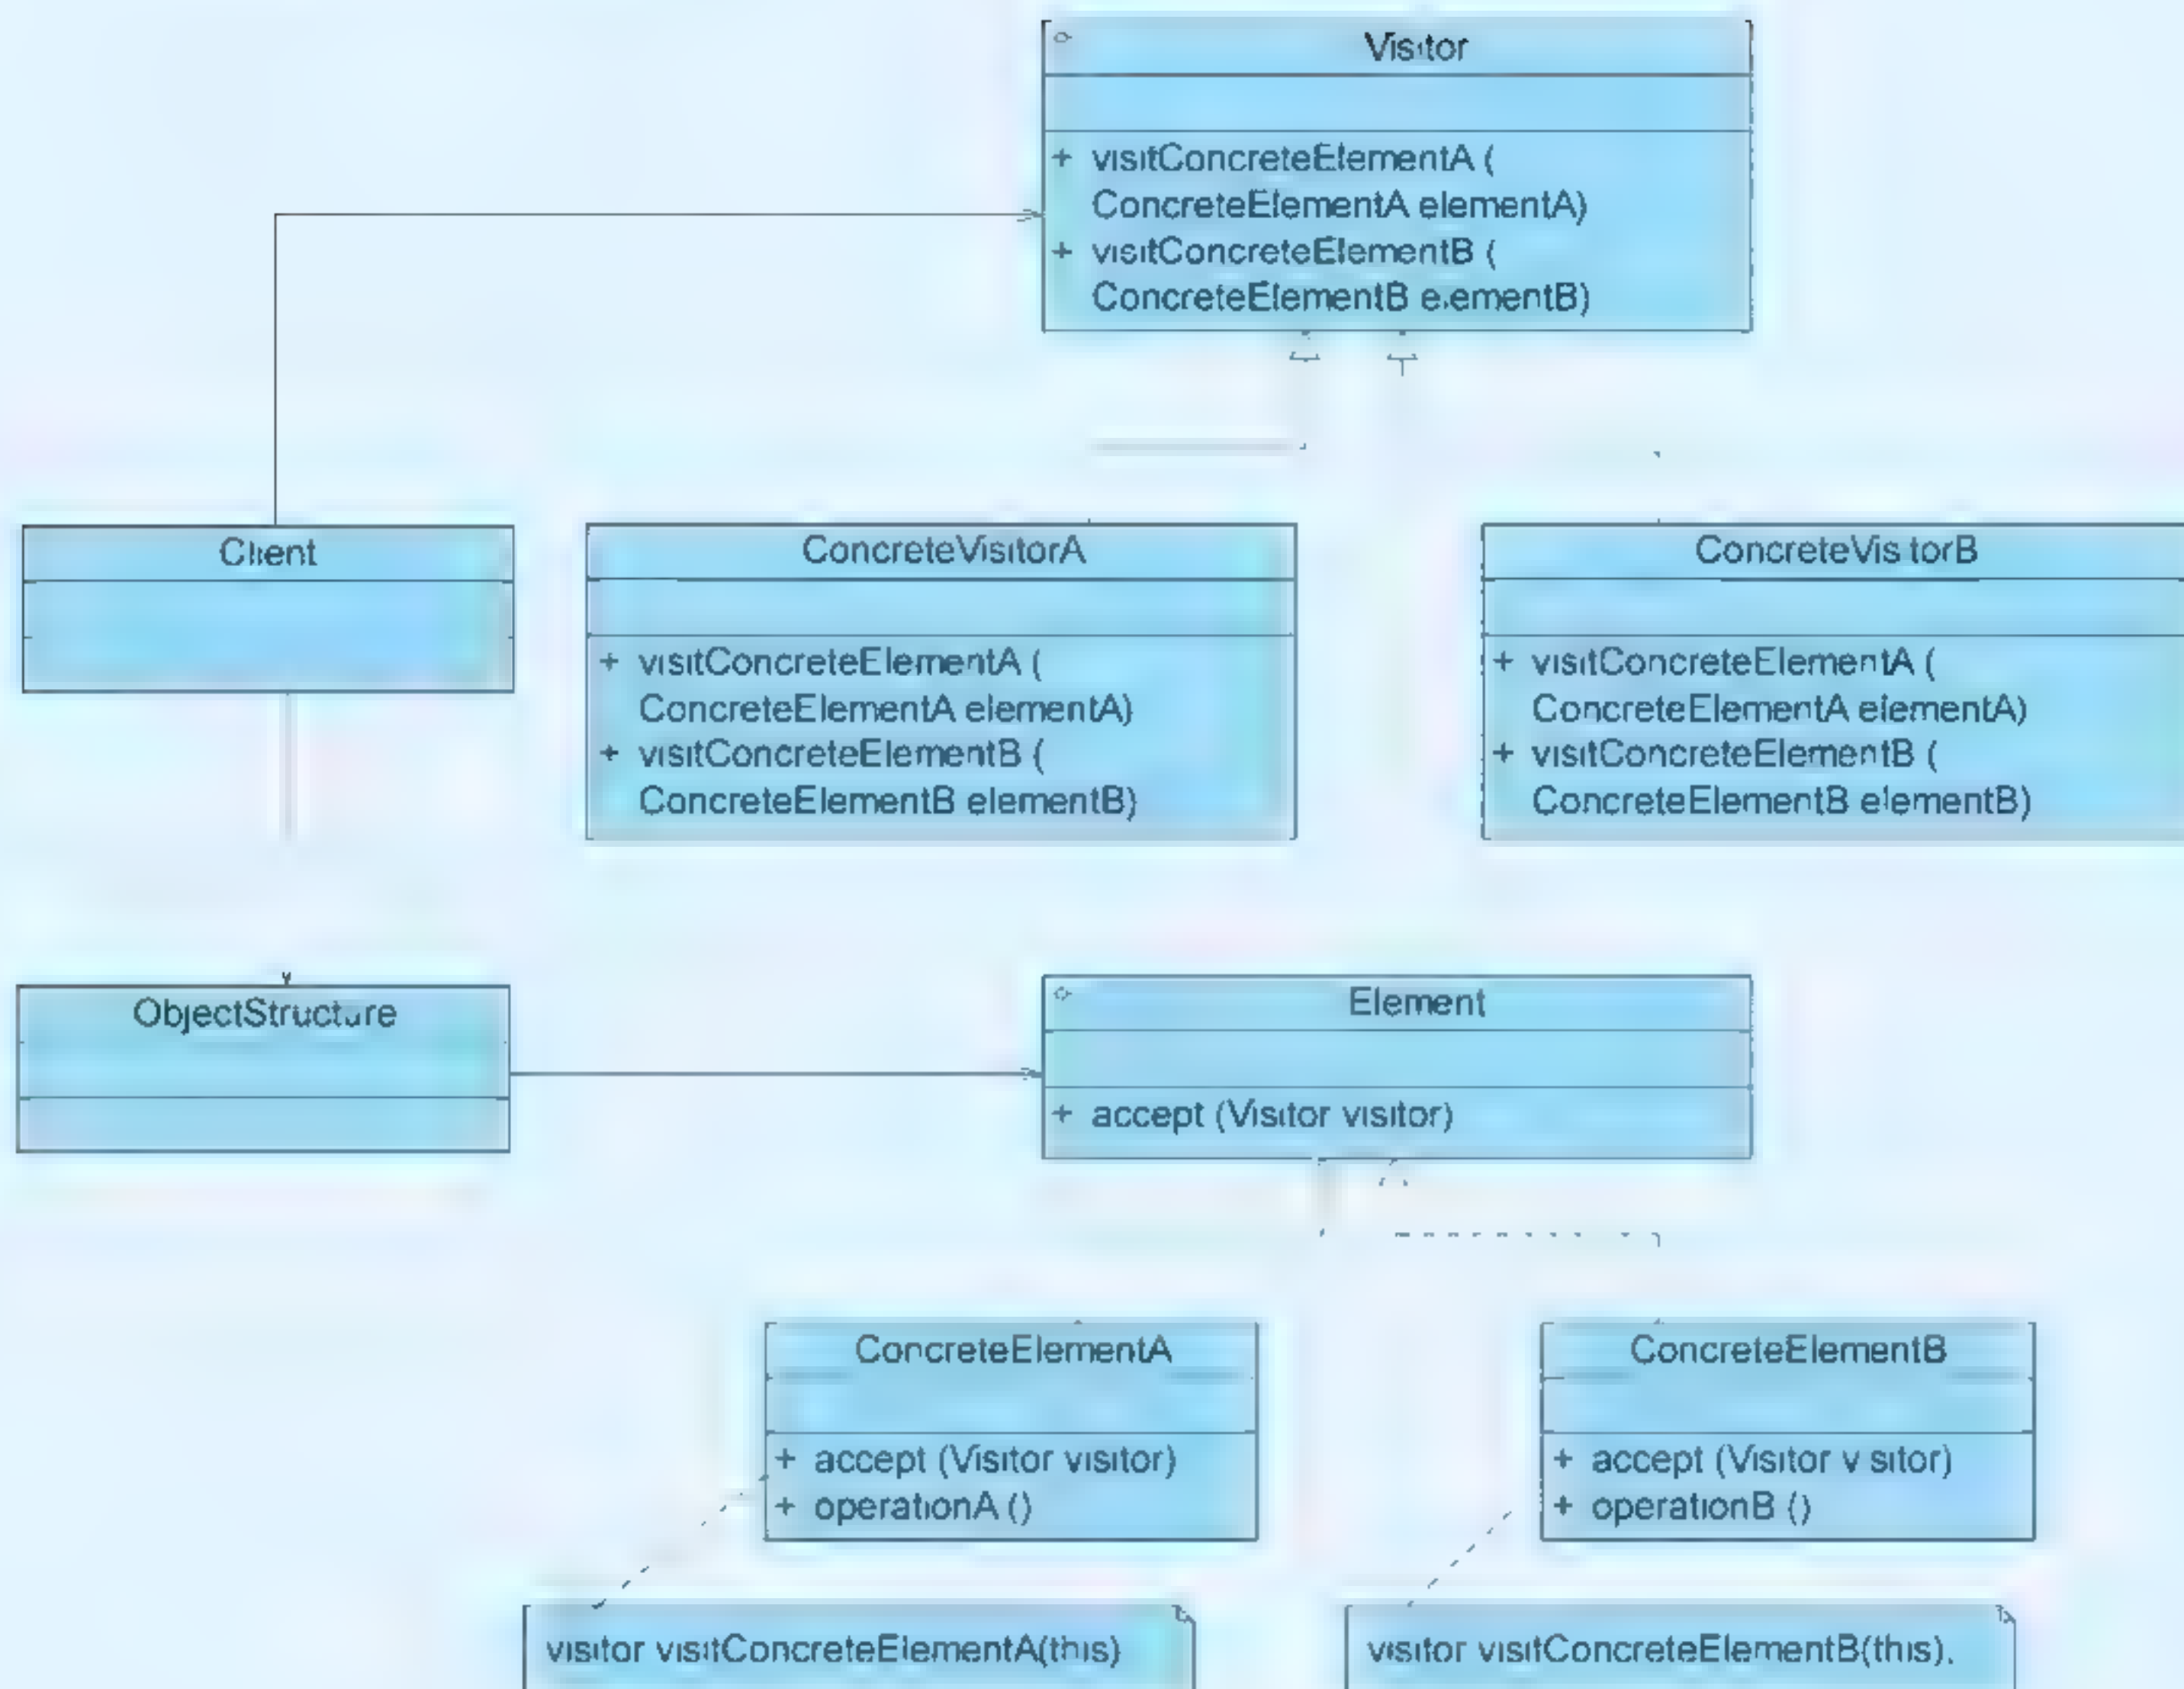 Visitor
+ visitConcreteElementA (
ConcreteElementA elementA)
+ visitConcreteElementB (
ConcreteElementB elementB)
Client
ConcreteVisitorA
+ visitConcreteElementA (
ConcreteElementA elementA)
+ visitConcreteElementB (
ConcreteElementB elementB)
ConcreteVisitorB
+ visitConcreteElementA (
ConcreteElementA elementA)
+ visitConcreteElementB (
ConcreteElementB elementB)
ObjectStructure
Element
+ accept (Visitor visitor)
ConcreteElementA
+ accept (Visitor visitor)
+ operationA ()
ConcreteElementB
+ accept (Visitor visitor)
+ operationB ()
visitor visitConcreteElementA(this)
visitor visitConcreteElementB(this).